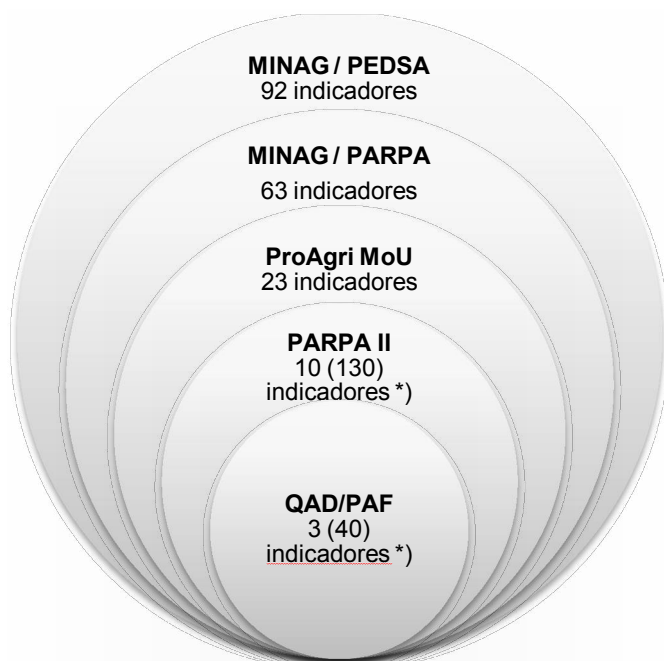 MINAG / PEDSA
92 indicadores
MINAG / PARPA
63 indicadores
ProAgri MoU
23 indicadores
PARPA II
10 (130)
indicadores *)
QAD/PAF
3 (40)
indicadores *)